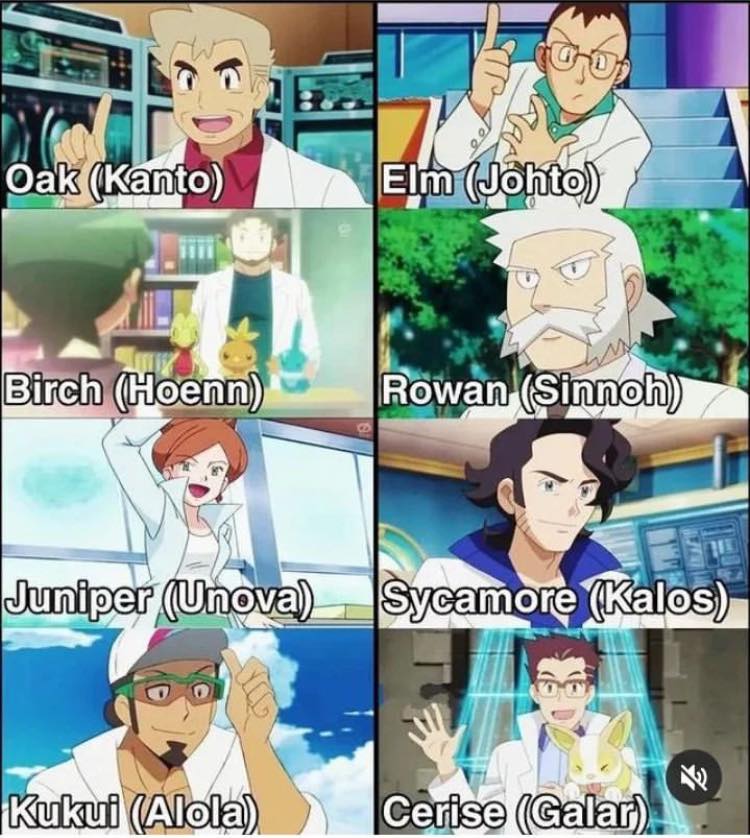 Oak (Kanto)
Elm (Johto)
Birch (Hoenn)
Rowan (Sinnoh)
Juniper (Unova)
Sycamore (Kalos)
Kukui (Alola)
Cerise (Galar)